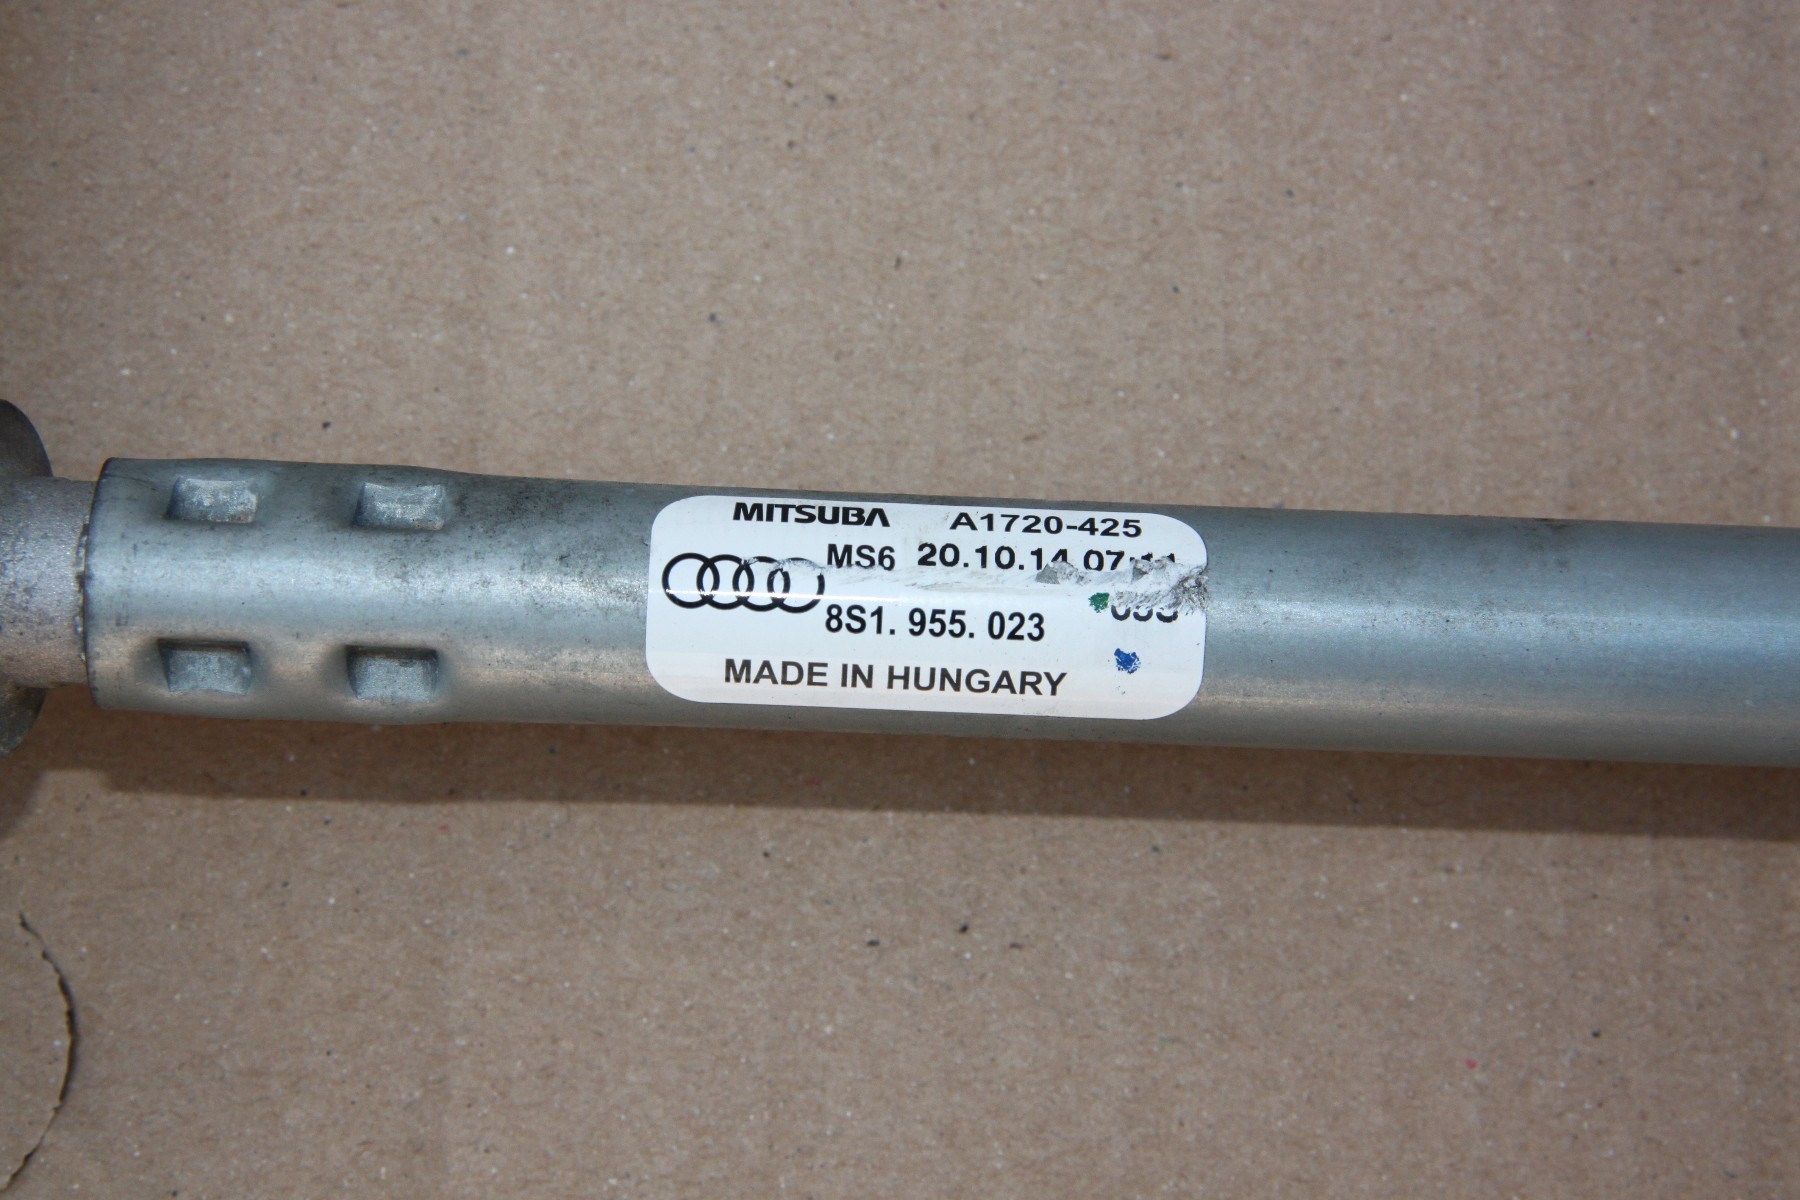 MITSUBA A1720-425
MS6 20.10.14
8S1. 955. 023
MADE IN HUNGARY